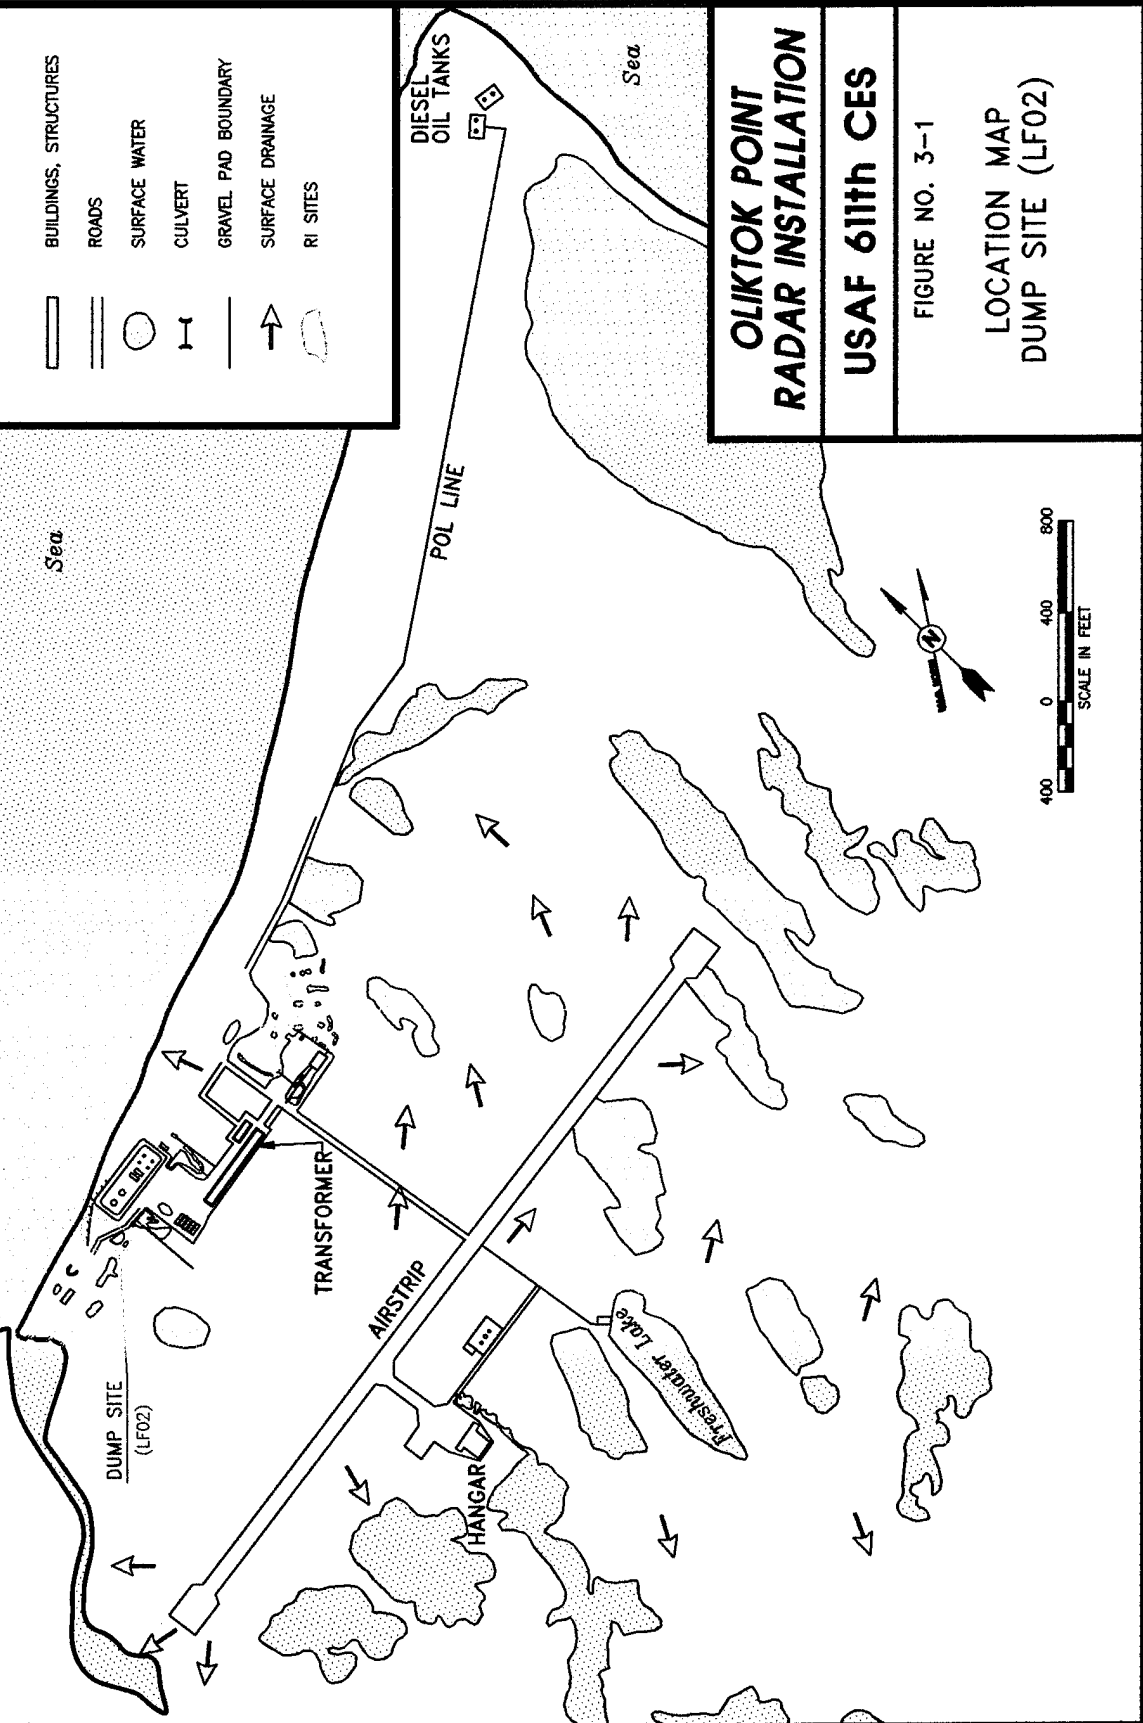 BUILDINGS, STRUCTURES
ROADS
SURFACE WATER
CULVERT
GRAVEL PAD BOUNDARY
SURFACE DRAINAGE
RI SITES
Sea
Sea
DIESEL
OIL TANKS
POL LINE
TRANSFORMER
AIRSTRIP
DUMP SITE
(LF02)
HANGAR
Freshwater Lake
N
400 0 400 800
SCALE IN FEET
OLIKTOK POINT
RADAR INSTALLATION
USAF 611th CES
FIGURE NO. 3-1
LOCATION MAP
DUMP SITE (LF02)